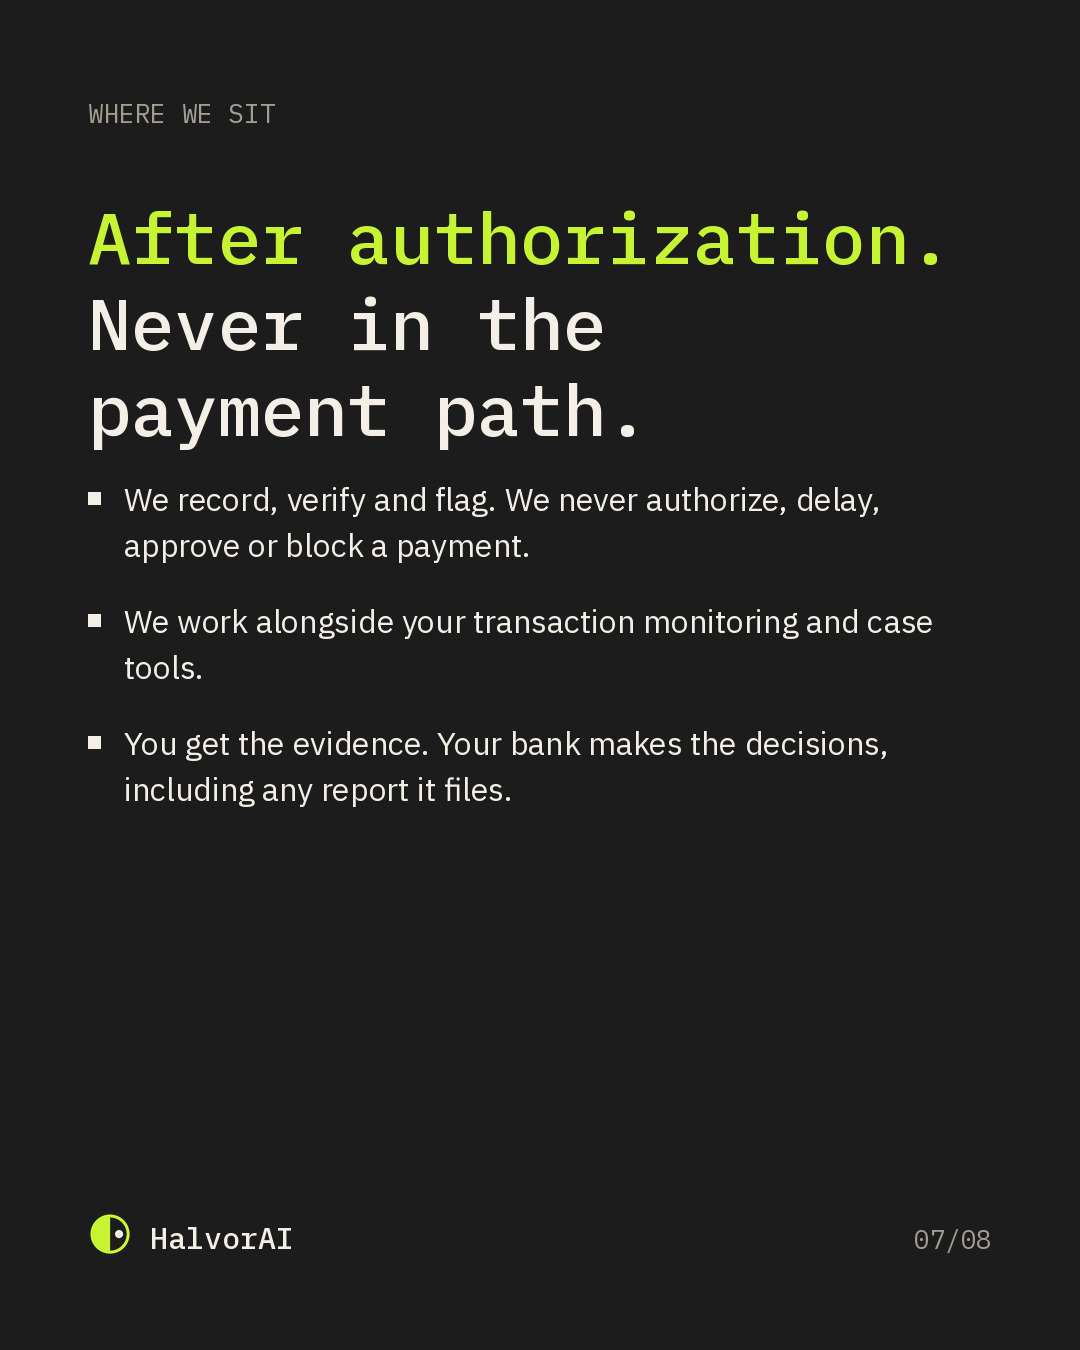 WHERE WE SIT
After authorization.
Never in the
payment path.
We record, verify and flag. We never authorize, delay,
approve or block a payment.
We work alongside your transaction monitoring and case
tools.
You get the evidence. Your bank makes the decisions,
including any report it files.
HalvorAI
07/08